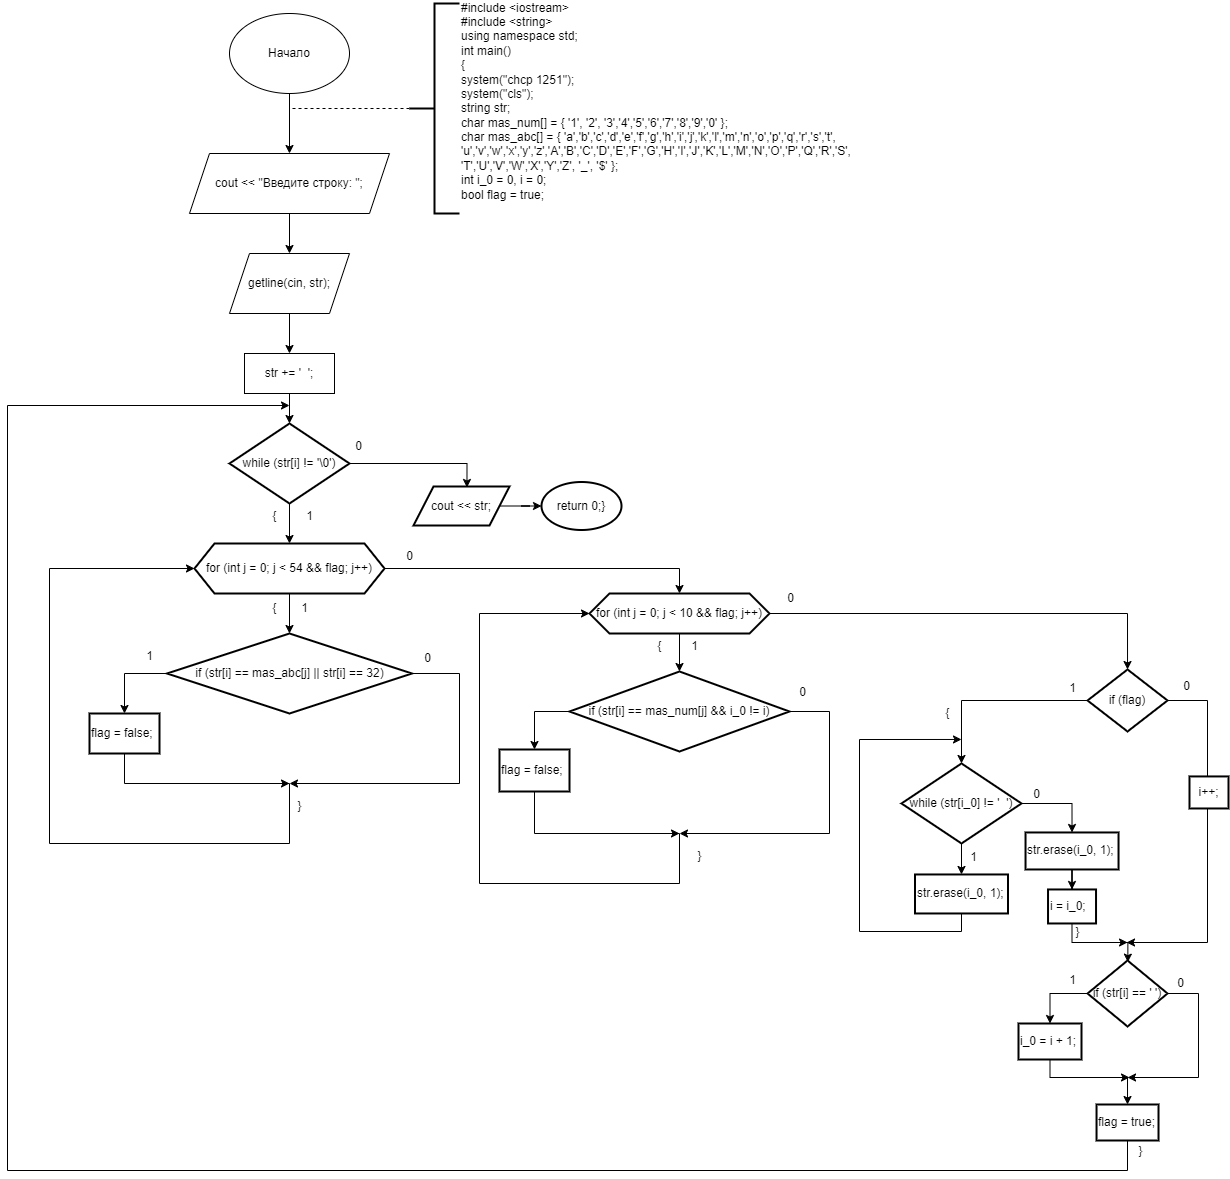 Начало
#include <iostream>
#include <string>
using namespace std;
int main()
{
system("chcp 1251");
system("cls");
string str;
char mas_num[] = { '1', '2', '3','4','5','6','7','8','9','0' };
char mas_abc[] = { 'a','b','c','d','e','f','g','h','i','j','k','l','m','n','o','p','q','r','s','t',
'u','v','w','x','y','z','A','B','C','D','E','F','G','H','I','J','K','L','M','N','O','P','Q','R','S',
'T','U','V','W','X','Y','Z', '_', '$' };
int i_0 = 0, i = 0;
bool flag = true;
cout << "Введите строку: ";
getline(cin, str);
str += '  ';
while (str[i] != '\0')
0
cout << str;
return 0;}
{ 1
for (int j = 0; j < 54 && flag; j++)
0
{ 1
if (str[i] == mas_abc[j] || str[i] == 32)
1
0
flag = false;
}
for (int j = 0; j < 10 && flag; j++)
0
{ 1
if (str[i] == mas_num[j] && i_0 != i)
0
flag = false;
}
if (flag)
1
0
{
i++;
while (str[i_0] != '  ')
0
1
str.erase(i_0, 1);
str.erase(i_0, 1);
i = i_0;
}
if (str[i] == ' ')
1
0
i_0 = i + 1;
flag = true;
}